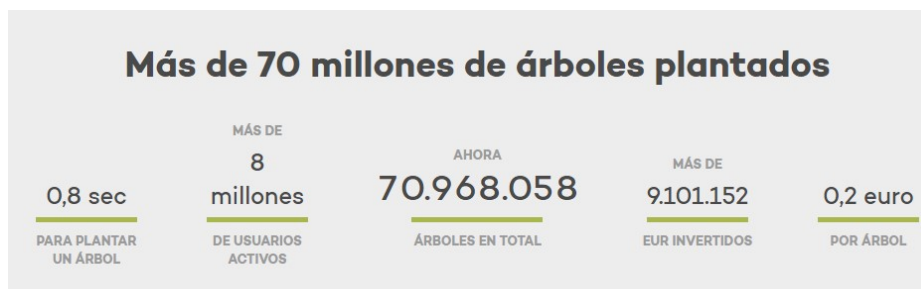 Más de 70 millones de árboles plantados
0,8 sec
PARA PLANTAR
UN ÁRBOL
MÁS DE
8
millones
DE USUARIOS
ACTIVOS
AHORA
70.968.058
ÁRBOLES EN TOTAL
MÁS DE
9.101.152
EUR INVERTIDOS
0,2 euro
POR ÁRBOL